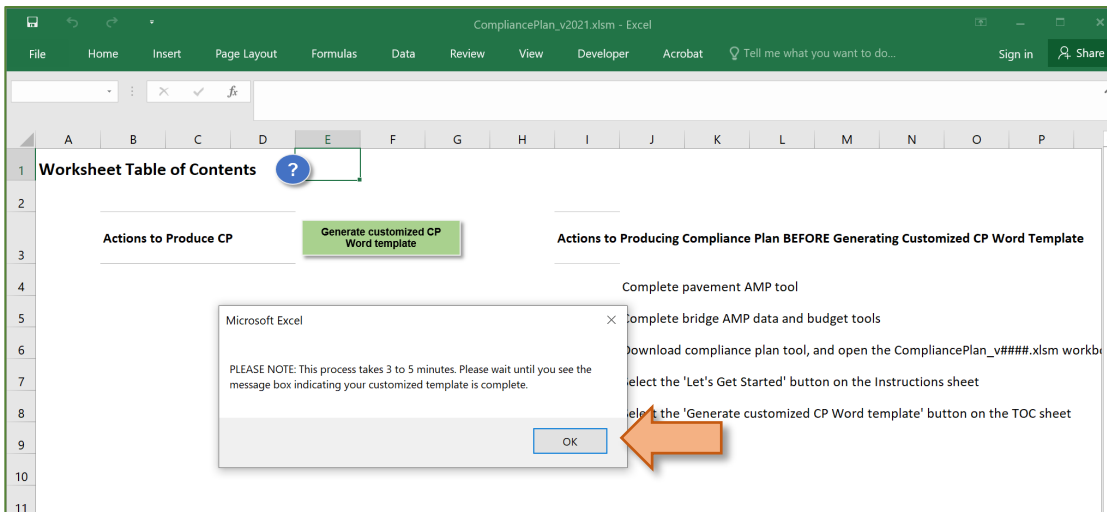 CompliancePlan_v2021.xlsm - Excel
File Home Insert Page Layout Formulas Data Review View Developer Acrobat Tell me what you want to do... Sign in Share
fx
A B C D E F G H I J K L M N O P
1 Worksheet Table of Contents ?
2
3 Actions to Produce CP
Generate customized CP
Word template
Actions to Producing Compliance Plan BEFORE Generating Customized CP Word Template
4 Complete pavement AMP tool
5 Complete bridge AMP data and budget tools
6 Download compliance plan tool, and open the CompliancePlan_v####.xlsm workbo
7 Select the 'Let's Get Started' button on the Instructions sheet
8 Select the 'Generate customized CP Word template' button on the TOC sheet
9
10
11
Microsoft Excel
PLEASE NOTE: This process takes 3 to 5 minutes. Please wait until you see the
message box indicating your customized template is complete.
OK